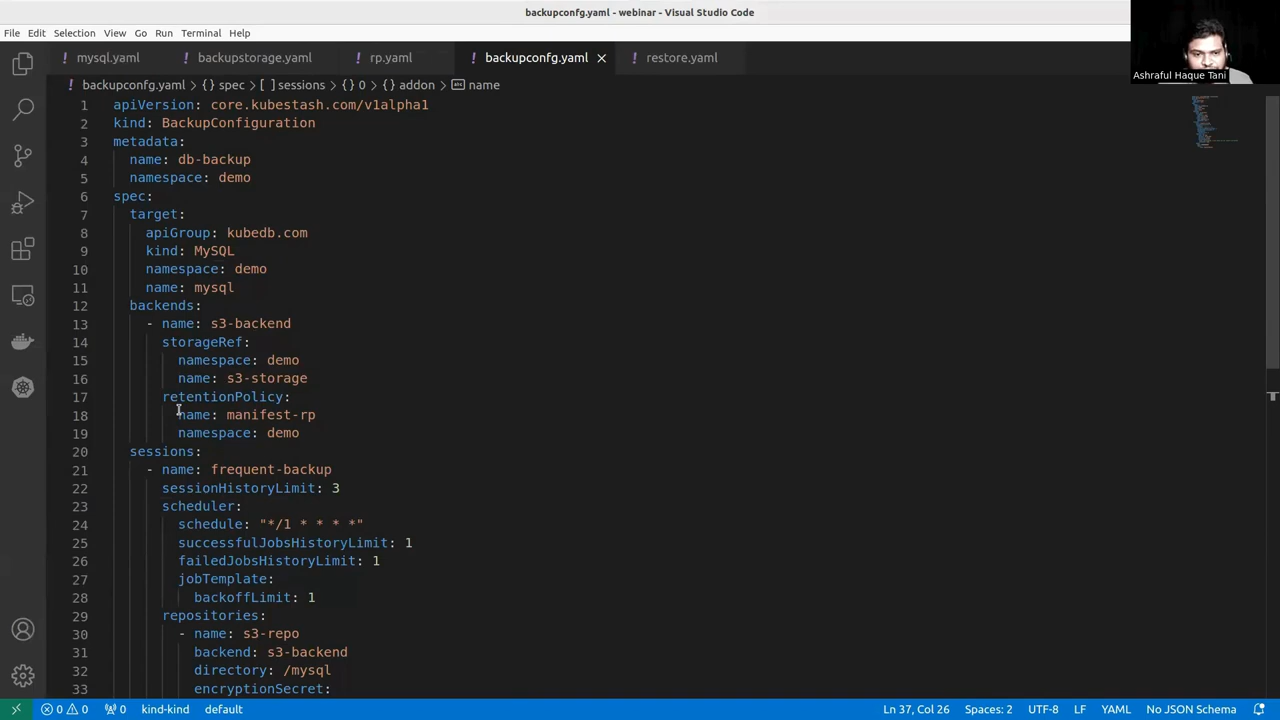 backupconfg.yaml - webinar - Visual Studio Code
File Edit Selection View Go Run Terminal Help
! mysql.yaml ! backupstorage.yaml ! rp.yaml ! backupconfg.yaml × ! restore.yaml
Ashraful Haque Tani
! backupconfg.yaml > {} spec > [ ] sessions > {} 0 > {} addon > abc name
1 apiVersion: core.kubestash.com/v1alpha1
2 kind: BackupConfiguration
3 metadata:
4 name: db-backup
5 namespace: demo
6 spec:
7 target:
8 apiGroup: kubedb.com
9 kind: MySQL
10 namespace: demo
11 name: mysql
12 backends:
13 - name: s3-backend
14 storageRef:
15 namespace: demo
16 name: s3-storage
17 retentionPolicy:
18 name: manifest-rp
19 namespace: demo
20 sessions:
21 - name: frequent-backup
22 sessionHistoryLimit: 3
23 scheduler:
24 schedule: "*/1 * * * *"
25 successfulJobsHistoryLimit: 1
26 failedJobsHistoryLimit: 1
27 jobTemplate:
28 backoffLimit: 1
29 repositories:
30 - name: s3-repo
31 backend: s3-backend
32 directory: /mysql
33 encryptionSecret:
0 0 0 kind-kind default Ln 37, Col 26 Spaces: 2 UTF-8 LF YAML No JSON Schema